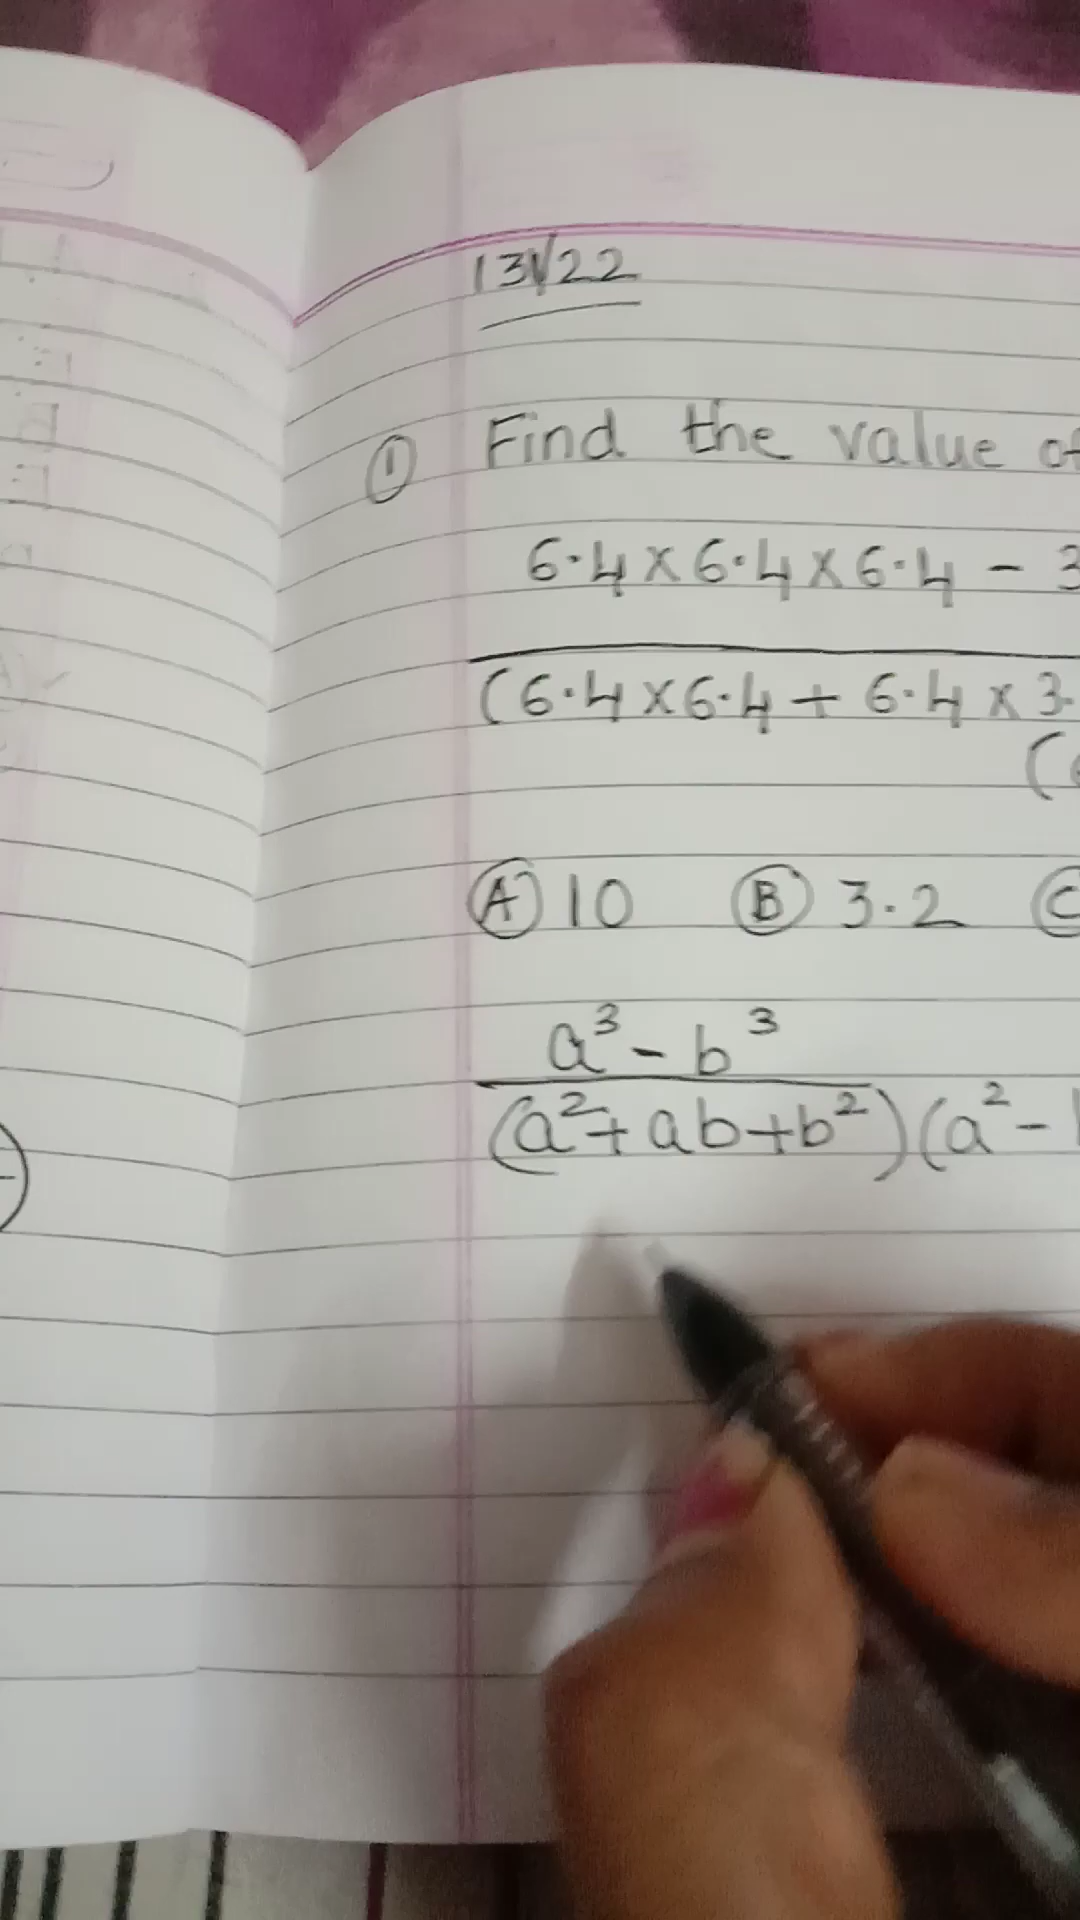 13/1/22
① Find the value of
6.4 x 6.4 x 6.4 - 3
(6.4 x 6.4 + 6.4 x 3.
(
Ⓐ 10 Ⓑ 3.2 Ⓒ
a³ - b³
(a² + ab + b²) (a² -